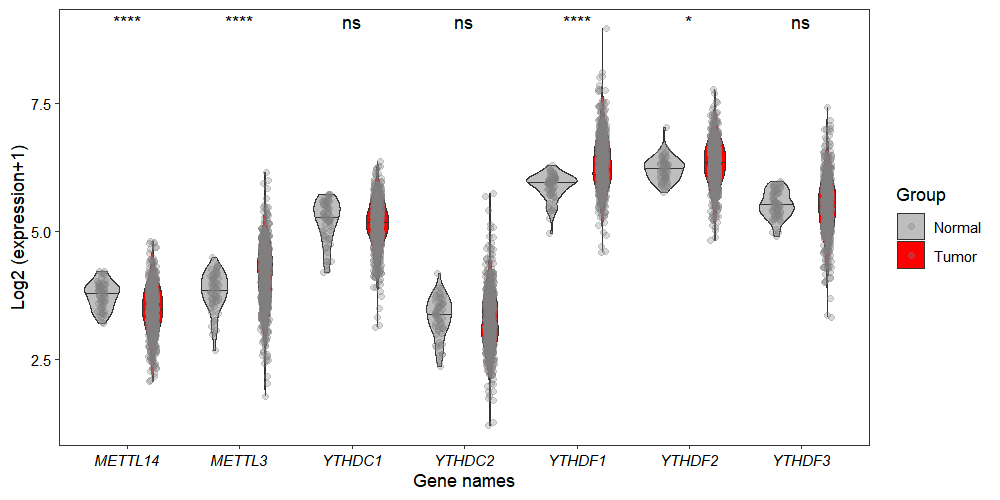 **** **** ns ns **** * ns
Log2 (expression+1)
7.5
5.0
2.5
METTL14 METTL3 YTHDC1 YTHDC2 YTHDF1 YTHDF2 YTHDF3
Gene names
Group
Normal
Tumor